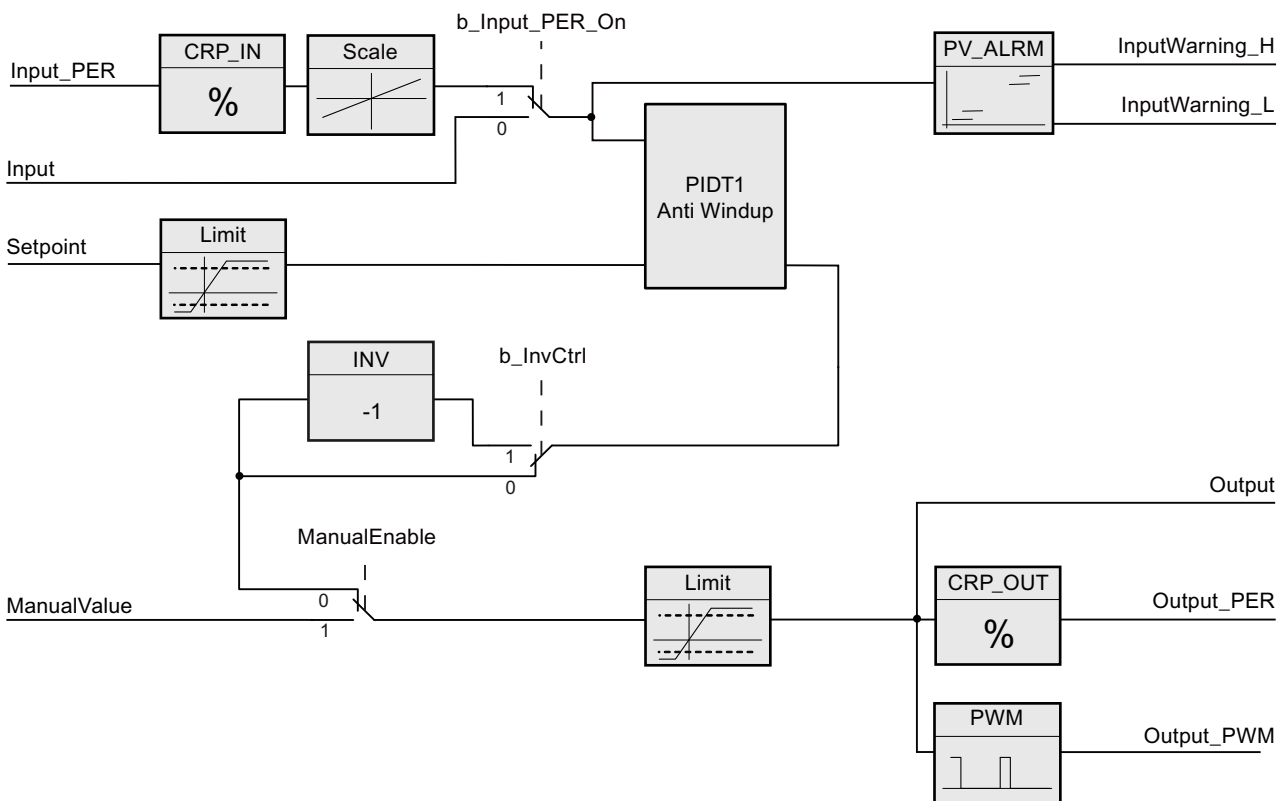 b_Input_PER_On
CRP_IN
Scale
PV_ALRM
InputWarning_H
Input_PER
%
1
0
InputWarning_L
Input
PIDT1
Anti Windup
Setpoint
Limit
INV
-1
b_InvCtrl
1
0
Output
ManualEnable
ManualValue
0
1
Limit
CRP_OUT
%
Output_PER
PWM
Output_PWM